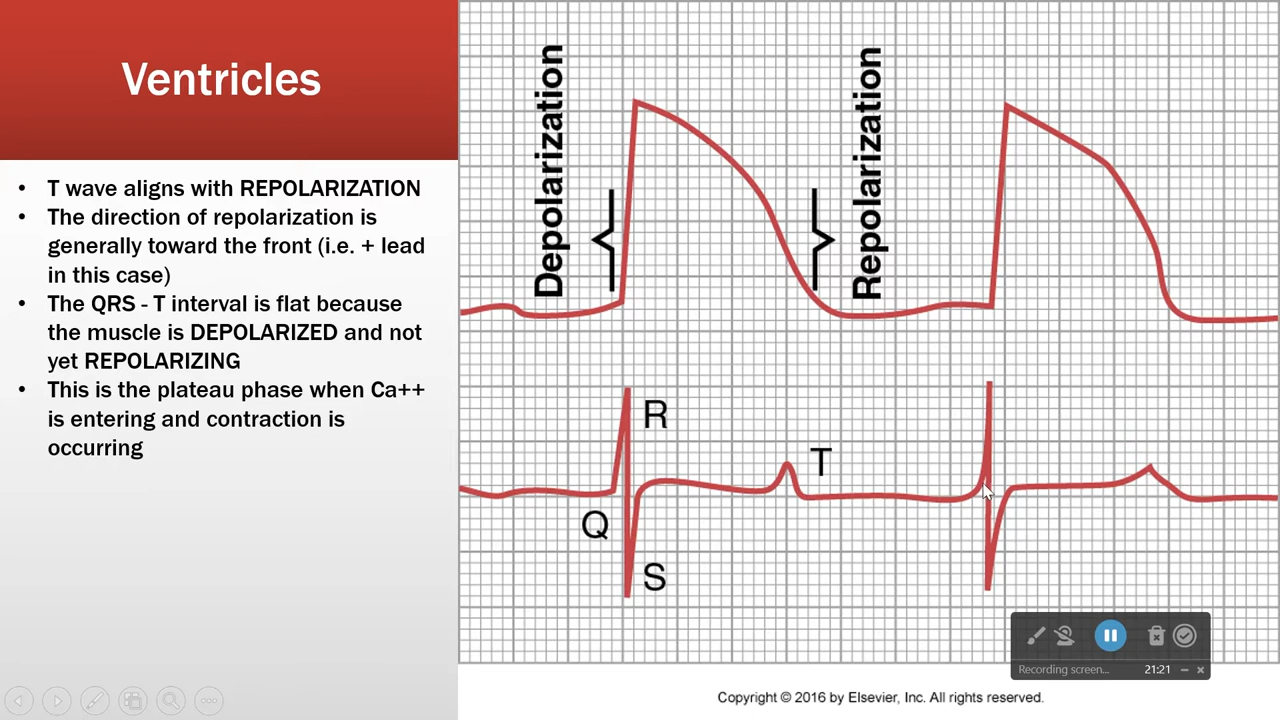 Ventricles
• T wave aligns with REPOLARIZATION
• The direction of repolarization is
generally toward the front (i.e. + lead
in this case)
• The QRS - T interval is flat because
the muscle is DEPOLARIZED and not
yet REPOLARIZING
• This is the plateau phase when Ca++
is entering and contraction is
occurring
Depolarization
Repolarization
R
T
Q
S
Recording screen...
21:21
Copyright © 2016 by Elsevier, Inc. All rights reserved.